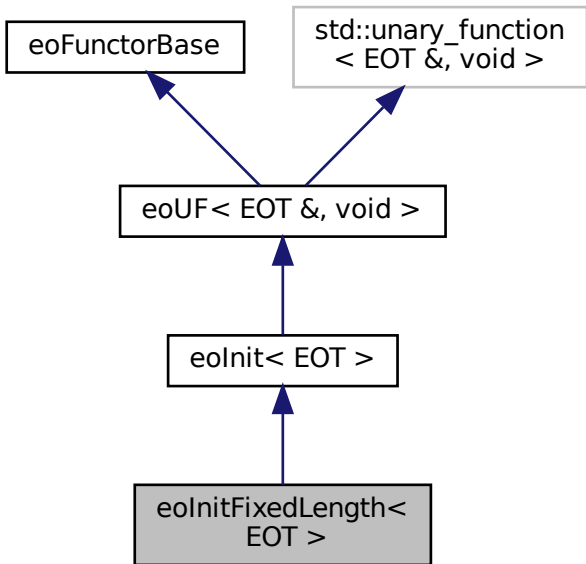 eoFunctorBase
std::unary_function
< EOT &, void >
eoUF< EOT &, void >
eoInit< EOT >
eoInitFixedLength<
EOT >